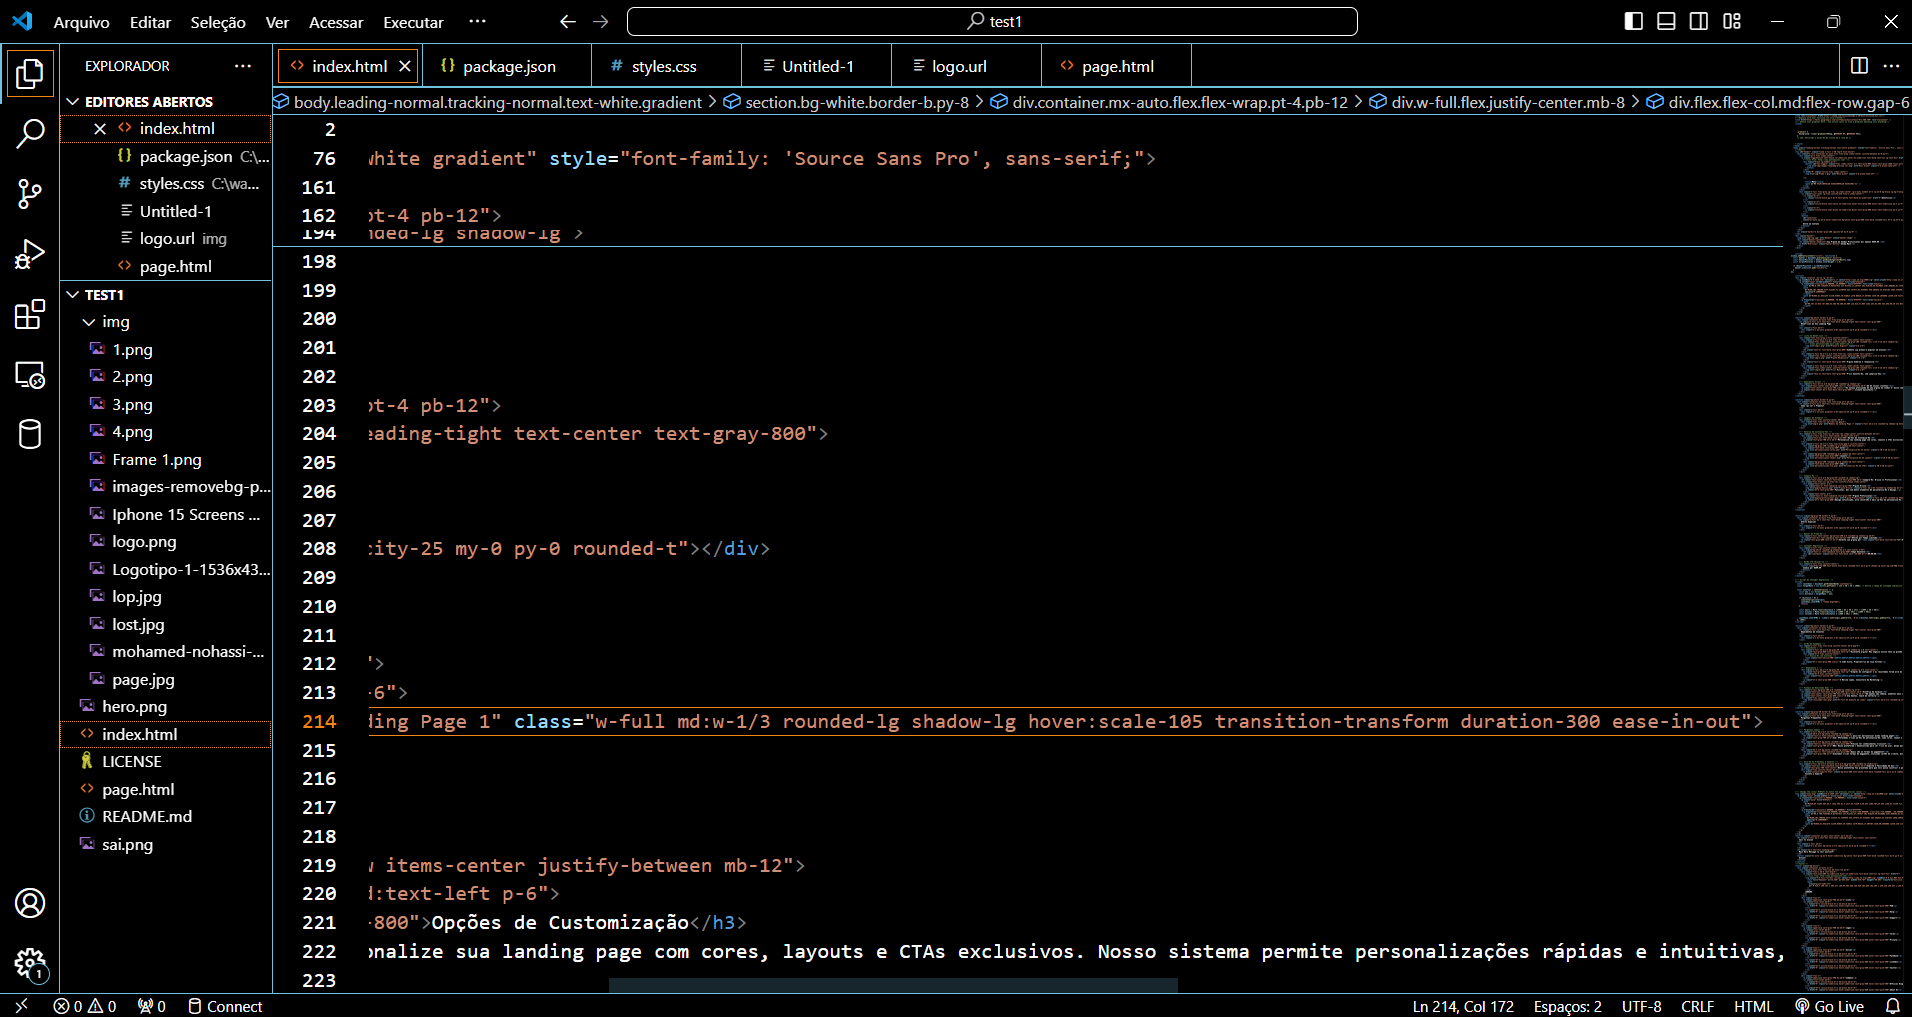 Arquivo Editar Seleção Ver Acessar Executar ··· test1
EXPLORADOR ···
index.html package.json styles.css Untitled-1 logo.url page.html ···
body.leading-normal.tracking-normal.text-white.gradient > section.bg-white.border-b.py-8 > div.container.mx-auto.flex.flex-wrap.pt-4.pb-12 > div.w-full.flex.justify-center.mb-8 > div.flex.flex-col.md:flex-row.gap-6
EDITORES ABERTOS
index.html
package.json C:\...
styles.css C:\wa...
Untitled-1
logo.url img
page.html
TEST1
img
1.png
2.png
3.png
4.png
Frame 1.png
images-removebg-p...
Iphone 15 Screens ...
logo.png
Logotipo-1-1536x43...
lop.jpg
lost.jpg
mohamed-nohassi-...
page.jpg
hero.png
index.html
LICENSE
page.html
README.md
sai.png
2
76 white gradient" style="font-family: 'Source Sans Pro', sans-serif;">
161
162 pt-4 pb-12">
194 nded-lg shadow-lg >
198
199
200
201
202
203 pt-4 pb-12">
204 eading-tight text-center text-gray-800">
205
206
207
208 city-25 my-0 py-0 rounded-t"></div>
209
210
211
212 ">
213 -6">
214 ding Page 1" class="w-full md:w-1/3 rounded-lg shadow-lg hover:scale-105 transition-transform duration-300 ease-in-out">
215
216
217
218
219 w items-center justify-between mb-12">
220 d:text-left p-6">
221 -800">Opções de Customização</h3>
222 onalize sua landing page com cores, layouts e CTAs exclusivos. Nosso sistema permite personalizações rápidas e intuitivas,
223
1
0 0 0 Connect Ln 214, Col 172 Espaços: 2 UTF-8 CRLF HTML Go Live